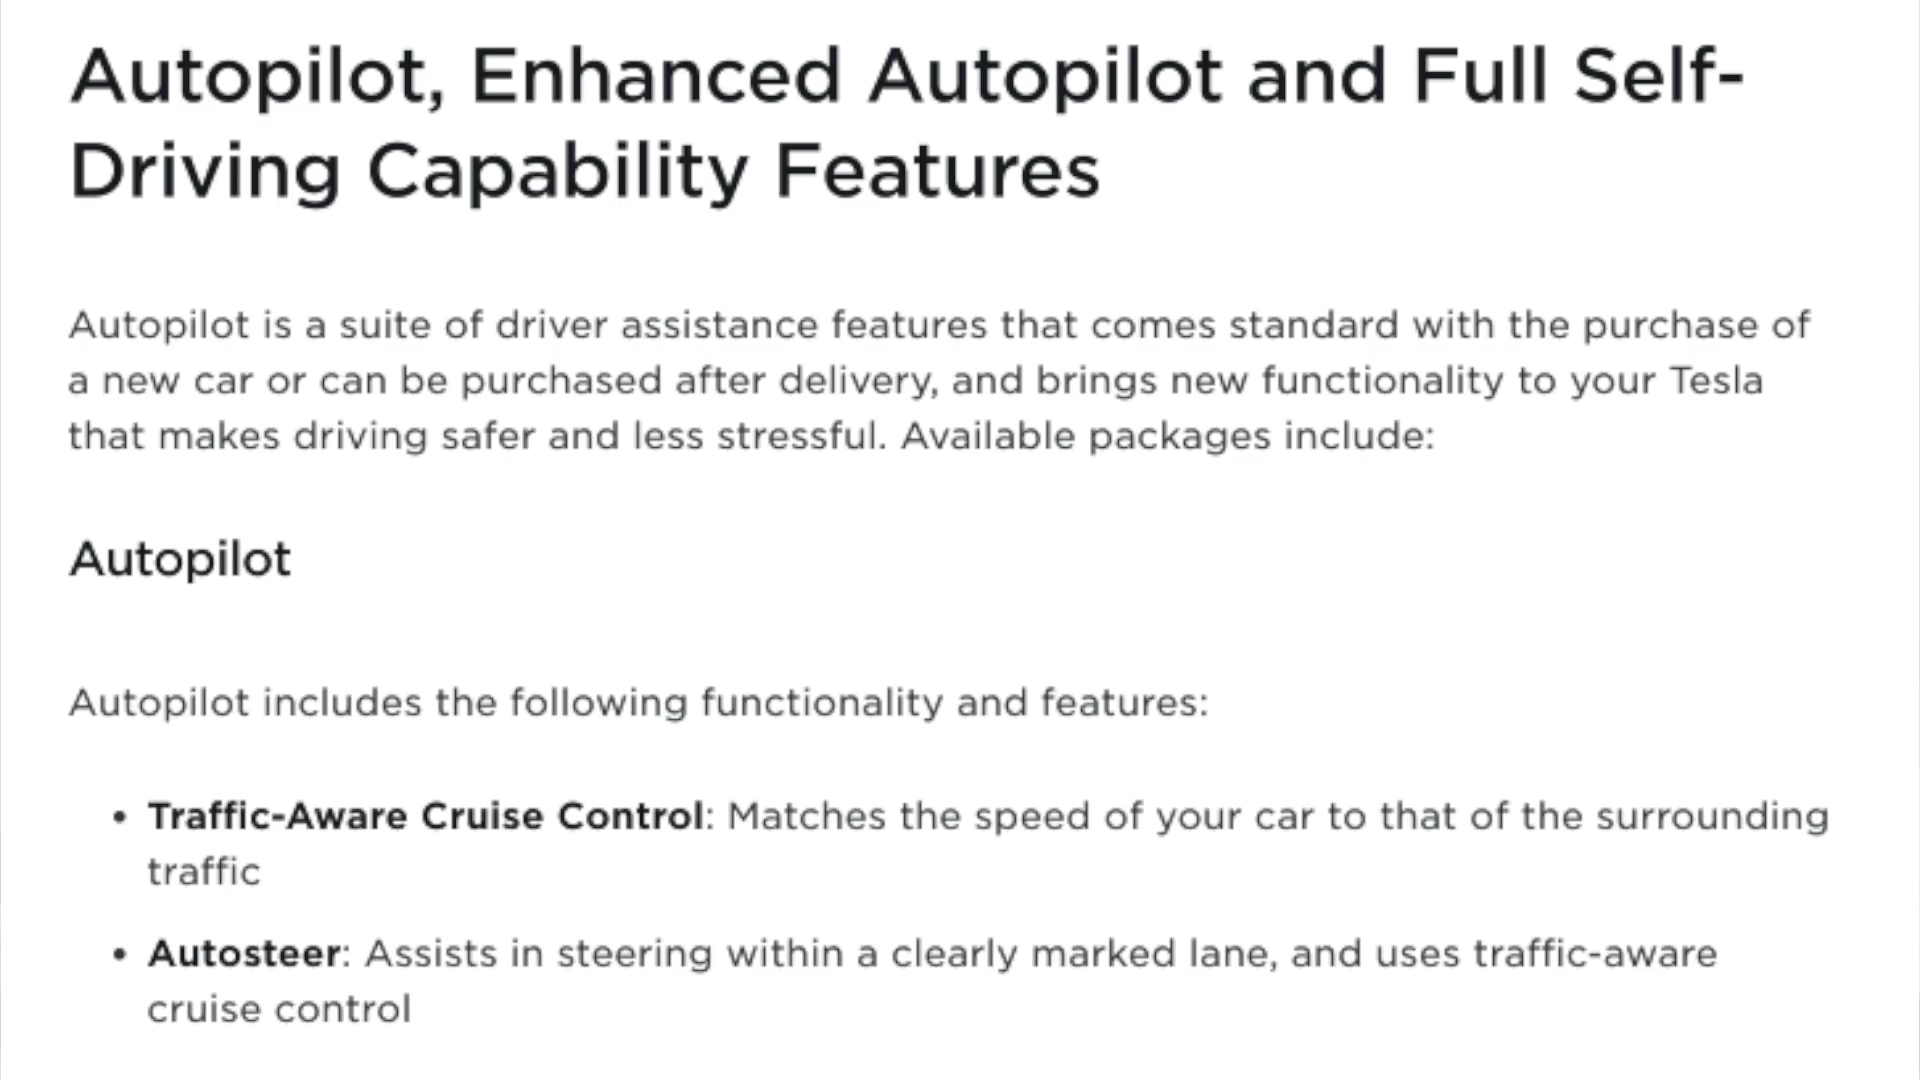 Autopilot, Enhanced Autopilot and Full Self-
Driving Capability Features
Autopilot is a suite of driver assistance features that comes standard with the purchase of
a new car or can be purchased after delivery, and brings new functionality to your Tesla
that makes driving safer and less stressful. Available packages include:
Autopilot
Autopilot includes the following functionality and features:
• Traffic-Aware Cruise Control: Matches the speed of your car to that of the surrounding
traffic
• Autosteer: Assists in steering within a clearly marked lane, and uses traffic-aware
cruise control